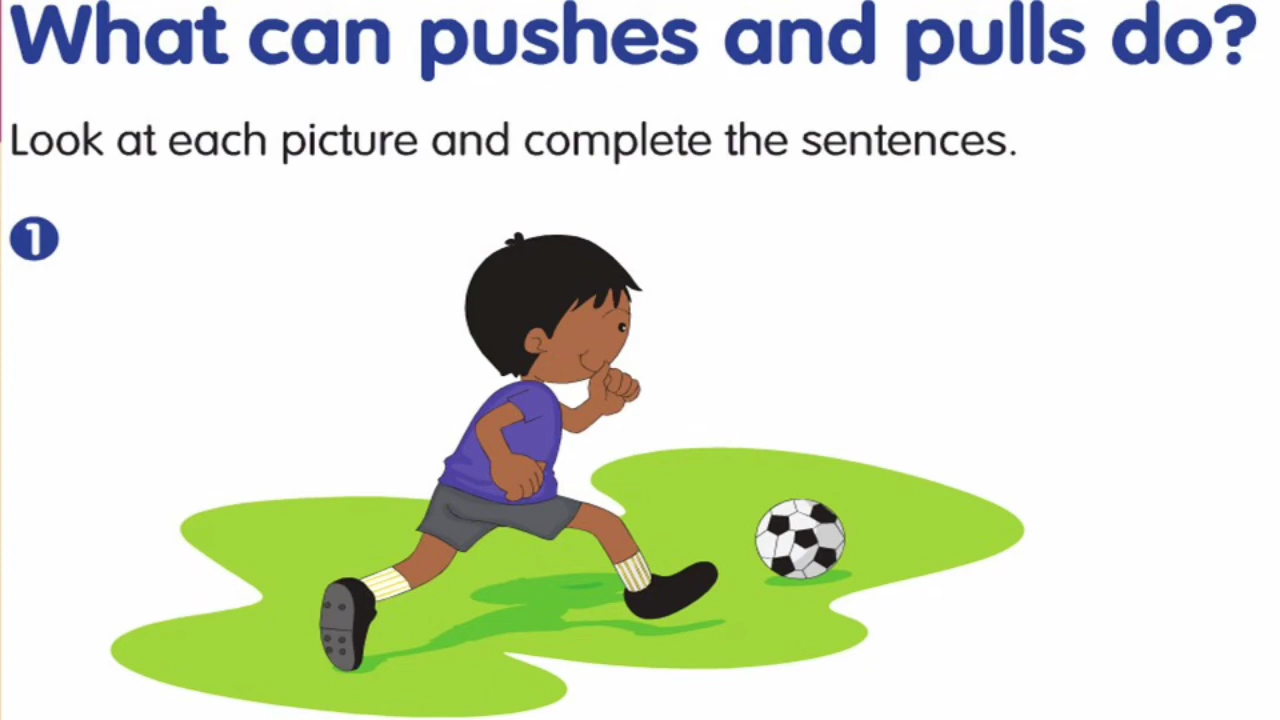 What can pushes and pulls do?
Look at each picture and complete the sentences.
1